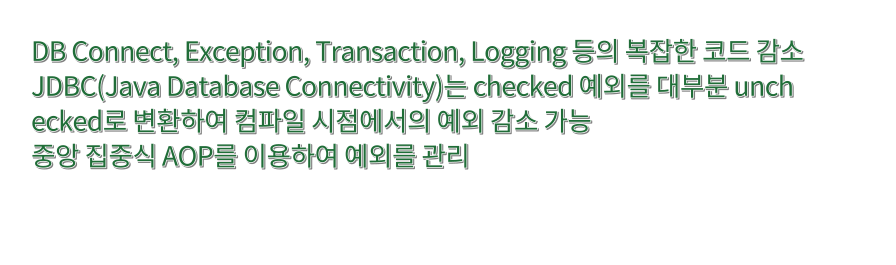 DB Connect, Exception, Transaction, Logging 등의 복잡한 코드 감소
JDBC(Java Database Connectivity)는 checked 예외를 대부분 unch
ecked로 변환하여 컴파일 시점에서의 예외 감소 가능
중앙 집중식 AOP를 이용하여 예외를 관리